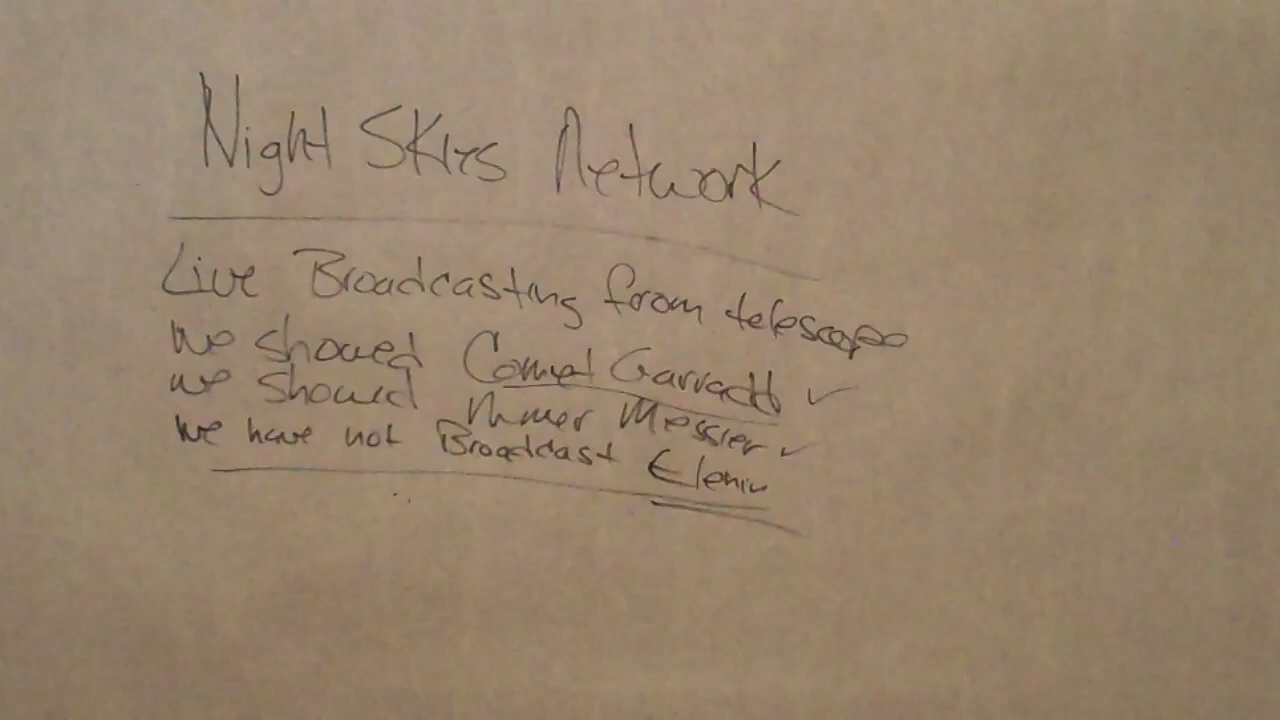 Night Skies Network
Live Broadcasting from telescope
we showed Comet Garradd ✓
we showed Messier ✓
we have not Broadcast Elenin